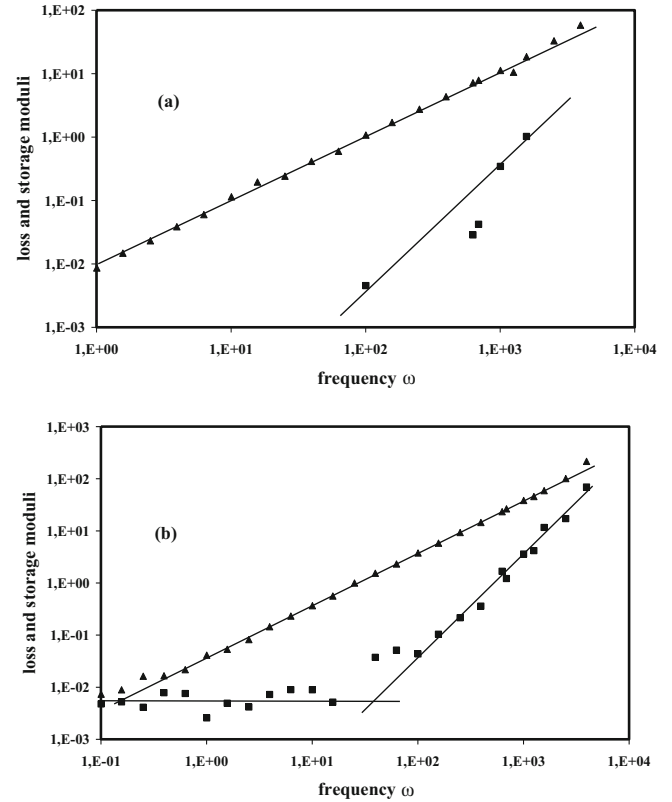 1,E+02
1,E+01
1,E+00
1,E-01
1,E-02
1,E-03
loss and storage moduli
(a)
1,E+00 1,E+01 1,E+02 1,E+03 1,E+04
frequency ω
1,E+03
1,E+02
1,E+01
1,E+00
1,E-01
1,E-02
1,E-03
loss and storage moduli
(b)
1,E-01 1,E+00 1,E+01 1,E+02 1,E+03 1,E+04
frequency ω